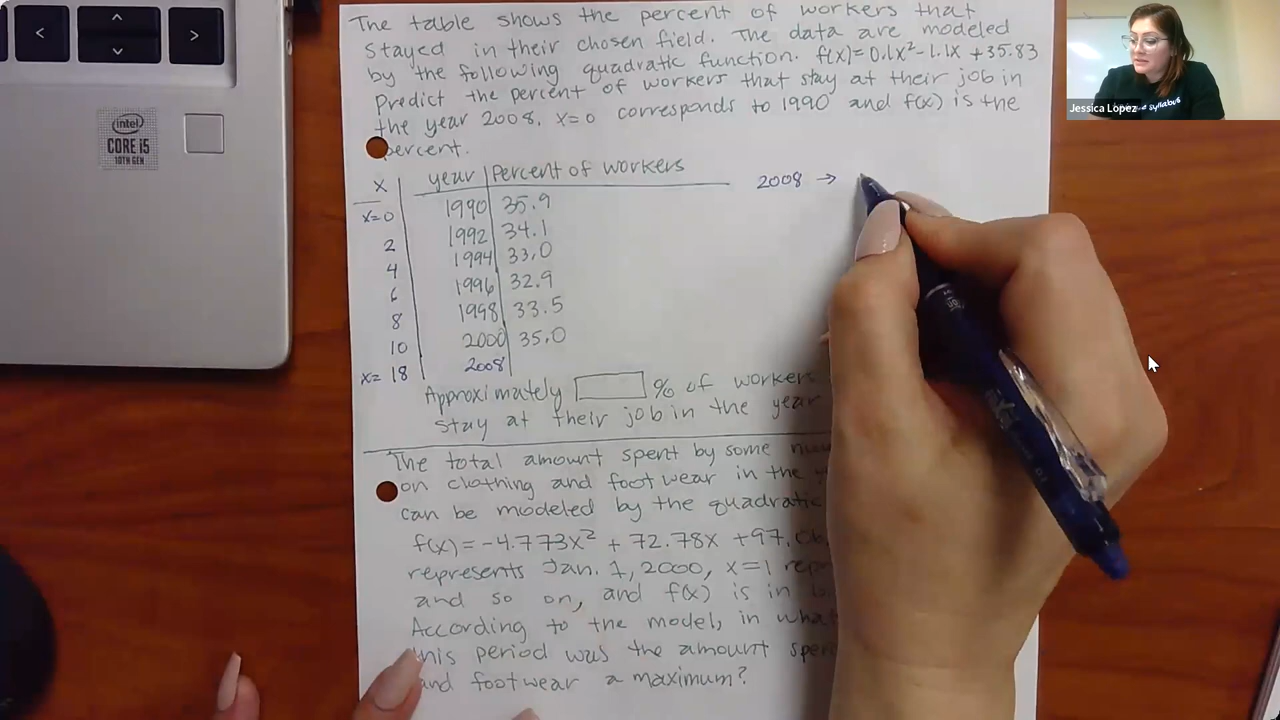 The table shows the percent of workers that
stayed in their chosen field. The data are modeled
by the following quadratic function. f(x)=0.1x²-1.1x+35.83
Predict the percent of workers that stay at their job in
the year 2008. x=0 corresponds to 1990 and f(x) is the
percent.
x year Percent of workers
x=0 1990 35.9
2 1992 34.1
4 1994 33.0
6 1996 32.9
8 1998 33.5
10 2000 35.0
x= 18 2008
2008 →
Approximately % of workers
stay at their job in the year
The total amount spent by some
on clothing and footwear in the
can be modeled by the quadratic
f(x)=-4.773x²+72.78x+97.
represents Jan. 1, 2000, x=1
and so on, and f(x) is in
According to the model, in
this period was the amount
and footwear a maximum?
intel
CORE i5
10TH GEN
Jessica Lopez
syllabus